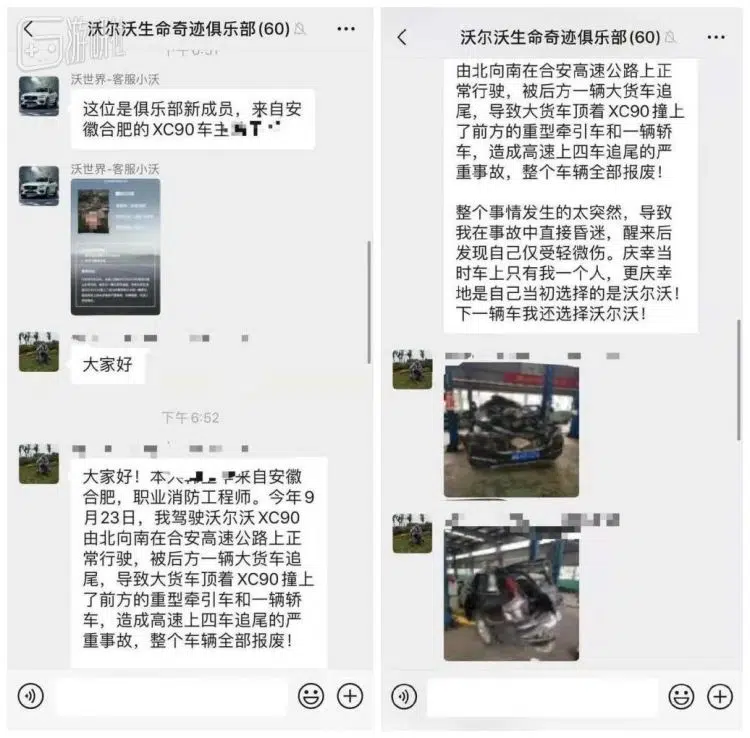 游研社
沃尔沃生命奇迹俱乐部(60)
沃世界-客服小沃
这位是俱乐部新成员，来自安
徽合肥的XC90车主
沃世界-客服小沃
大家好
下午6:52
大家好！本人
来自安徽
合肥，职业消防工程师。今年9
月23日，我驾驶沃尔沃XC90
由北向南在合安高速公路上正
常行驶，被后方一辆大货车追
尾，导致大货车顶着XC90撞上
了前方的重型牵引车和一辆轿
车，造成高速上四车追尾的严
重事故，整个车辆全部报废！
沃尔沃生命奇迹俱乐部(60)
由北向南在合安高速公路上正
常行驶，被后方一辆大货车追
尾，导致大货车顶着XC90撞上
了前方的重型牵引车和一辆轿
车，造成高速上四车追尾的严
重事故，整个车辆全部报废！
整个事情发生的太突然，导致
我在事故中直接昏迷，醒来后
发现自己仅受轻微伤。庆幸当
时车上只有我一个人，更庆幸
地是自己当初选择的是沃尔沃！
下一辆车我还选择沃尔沃！